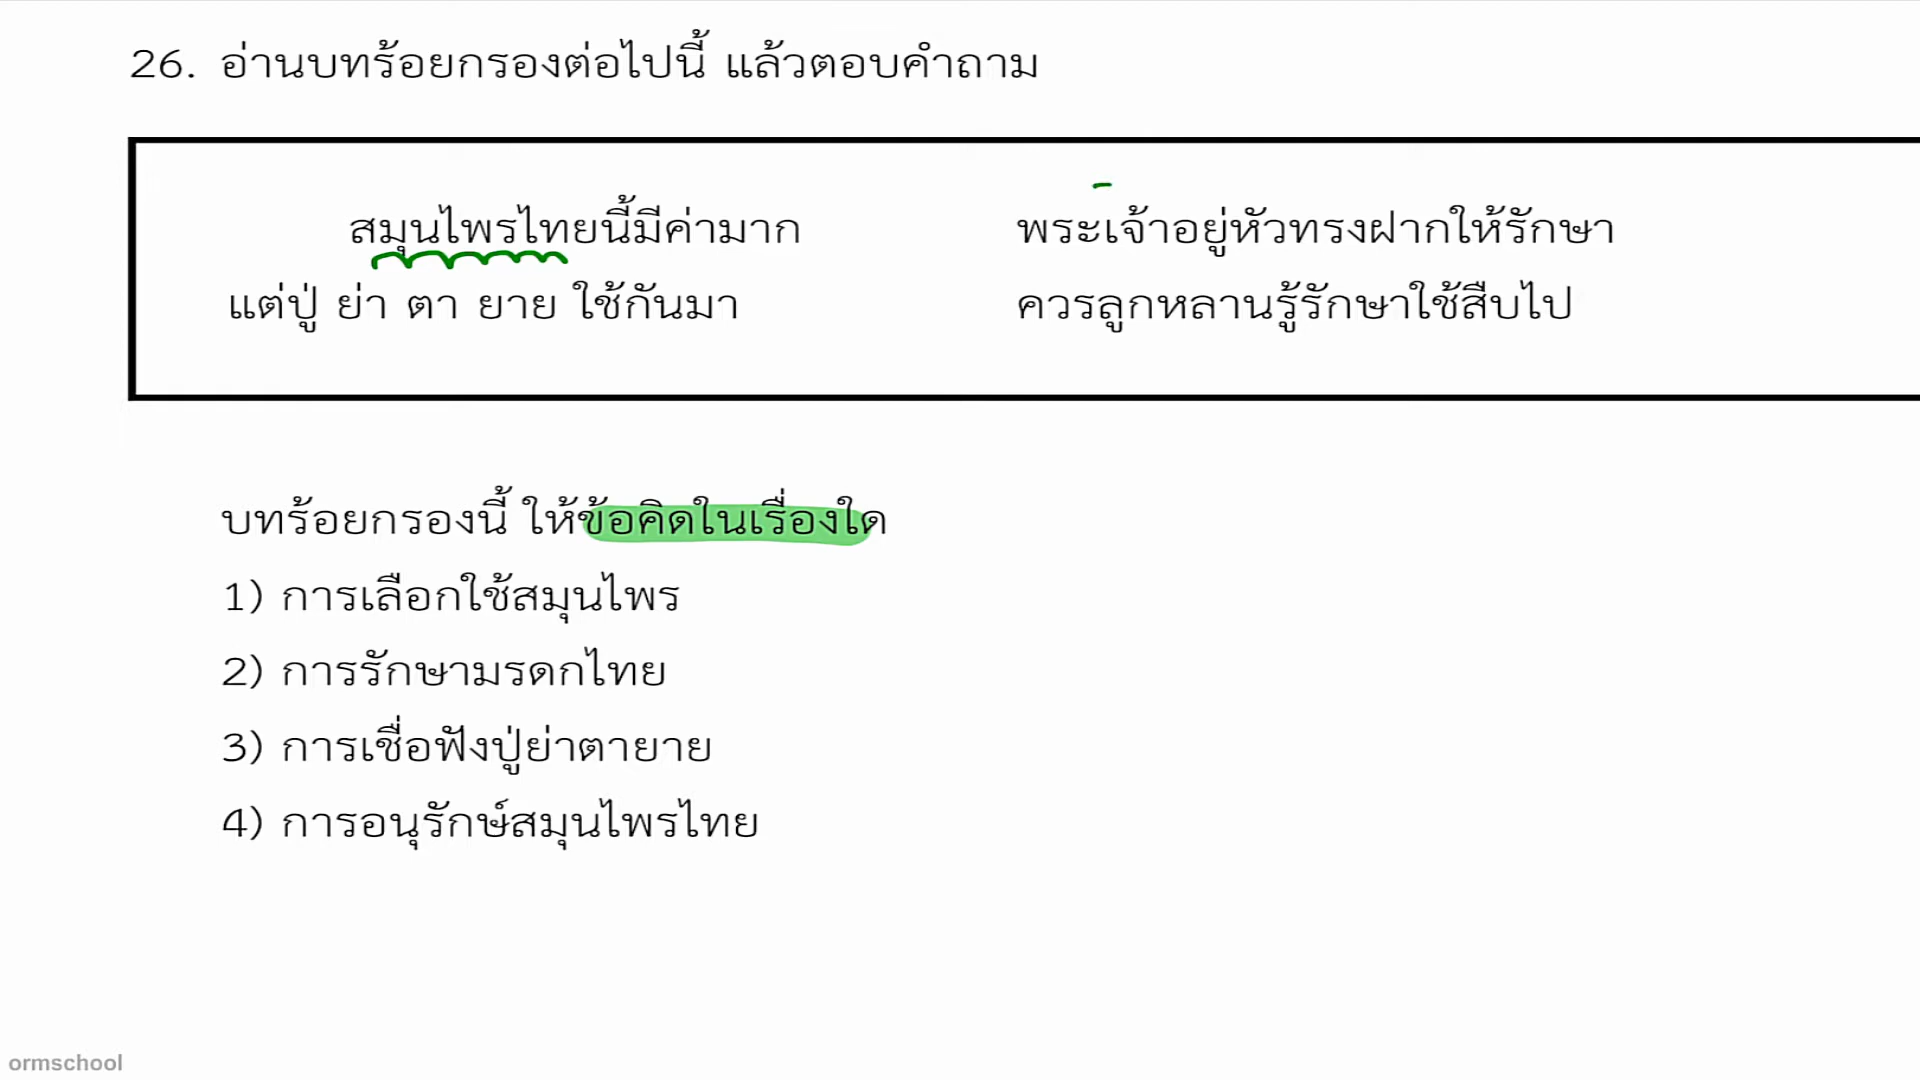 26. อ่านบทร้อยกรองต่อไปนี้ แล้วตอบคำถาม
สมุนไพรไทยนี้มีค่ามาก พระเจ้าอยู่หัวทรงฝากให้รักษา
แต่ปู่ ย่า ตา ยาย ใช้กันมา ควรลูกหลานรู้รักษาใช้สืบไป
บทร้อยกรองนี้ ให้ข้อคิดในเรื่องใด
1) การเลือกใช้สมุนไพร
2) การรักษามรดกไทย
3) การเชื่อฟังปู่ย่าตายาย
4) การอนุรักษ์สมุนไพรไทย
ormschool